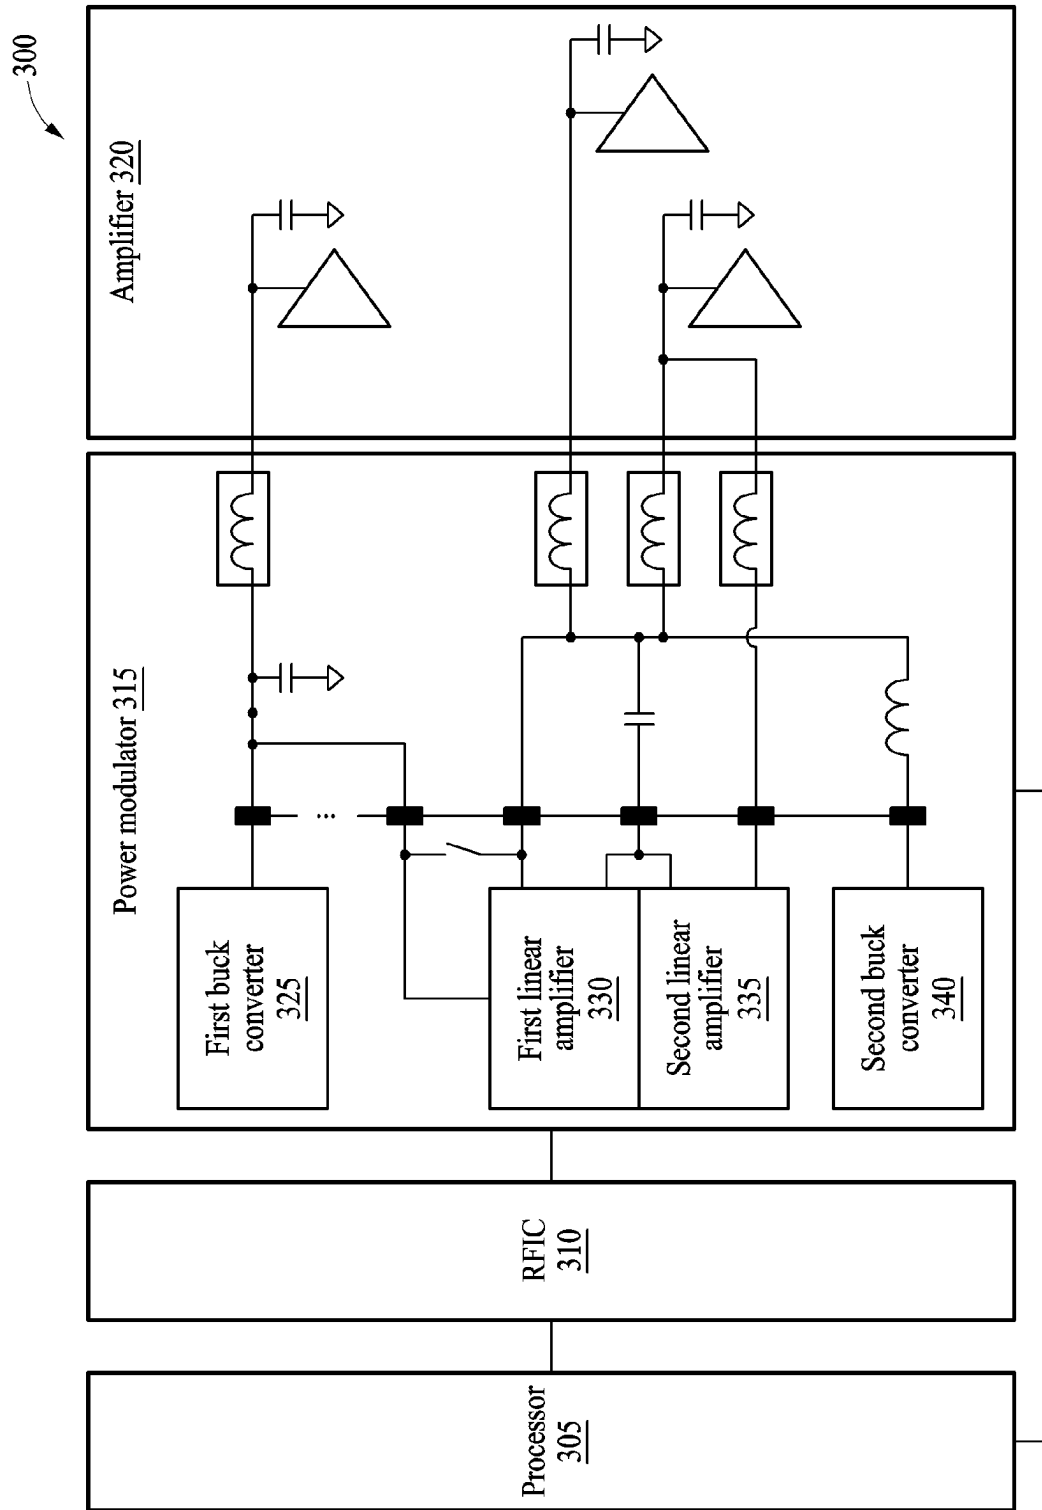 300
Processor
305
RFIC
310
Power modulator 315
First buck
converter
325
...
First linear
amplifier
330
Second linear
amplifier
335
Second buck
converter
340
Amplifier 320